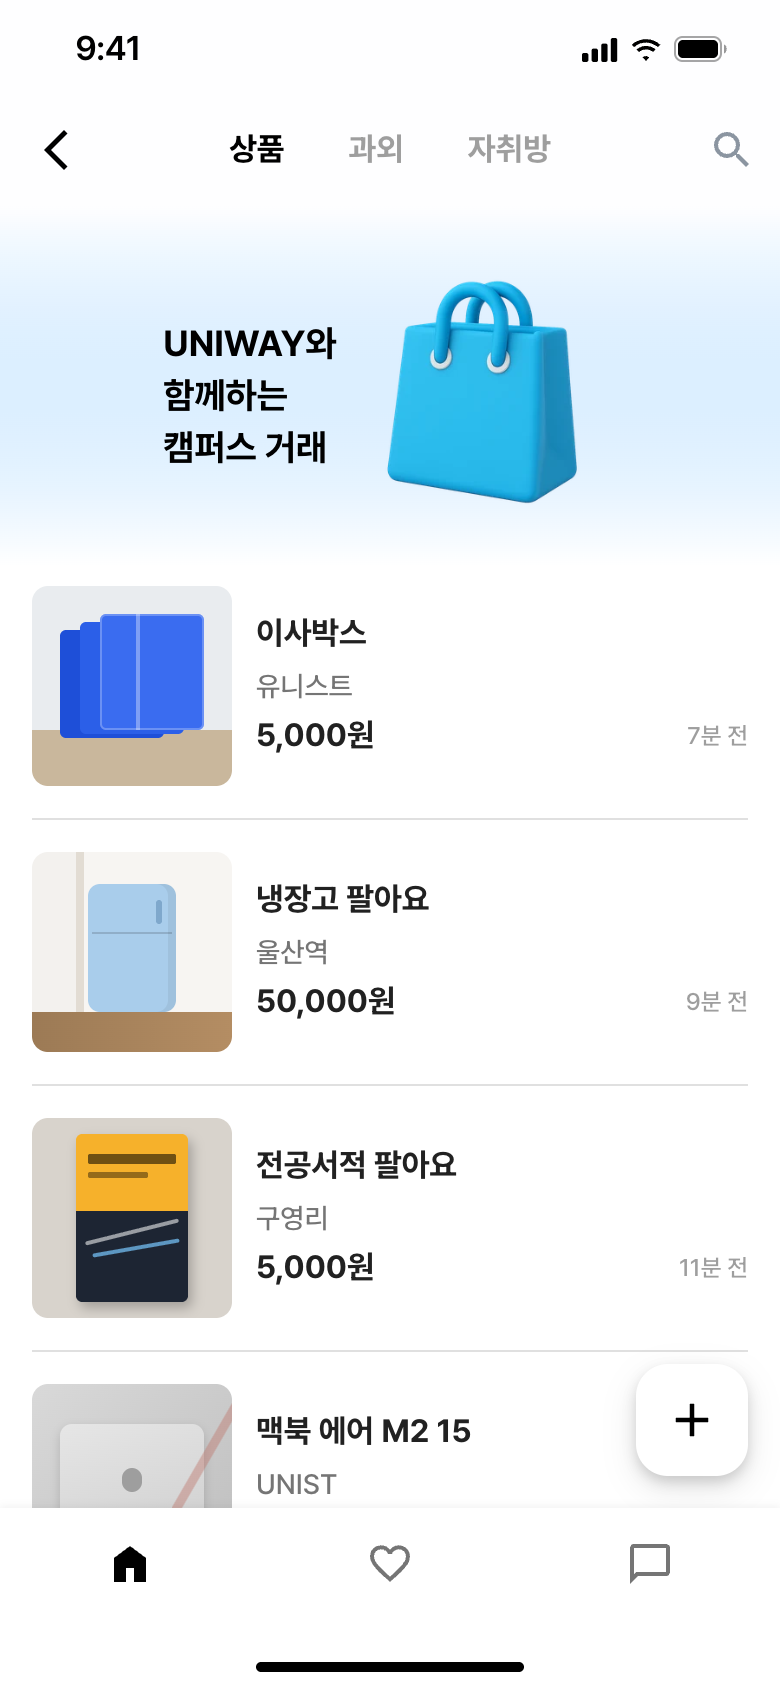 9:41
상품 과외 자취방
UNIWAY와
함께하는
캠퍼스 거래
이사박스
유니스트
5,000원 7분 전
냉장고 팔아요
울산역
50,000원 9분 전
전공서적 팔아요
구영리
5,000원 11분 전
맥북 에어 M2 15
UNIST